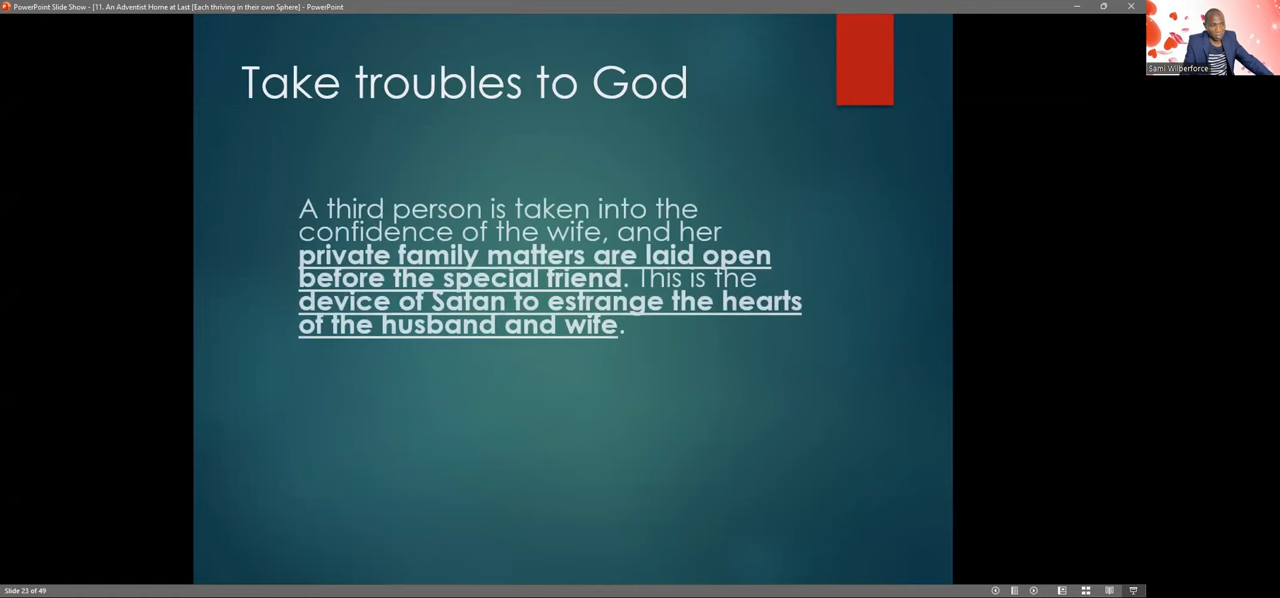 PowerPoint Slide Show - [11. An Adventist Home at Last [Each thriving in their own Sphere] - PowerPoint
Sami Wilberforce
Take troubles to God
A third person is taken into the
confidence of the wife, and her
private family matters are laid open
before the special friend. This is the
device of Satan to estrange the hearts
of the husband and wife.
Slide 23 of 49